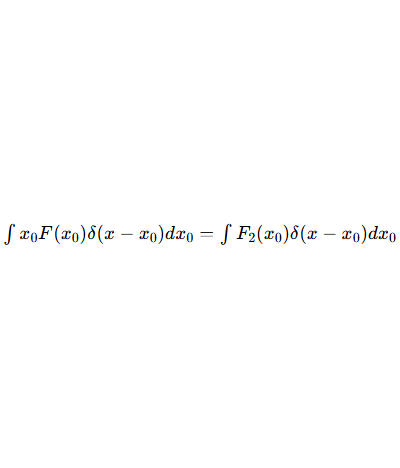 ∫ x₀F(x₀)δ(x − x₀)dx₀ = ∫ F₂(x₀)δ(x − x₀)dx₀